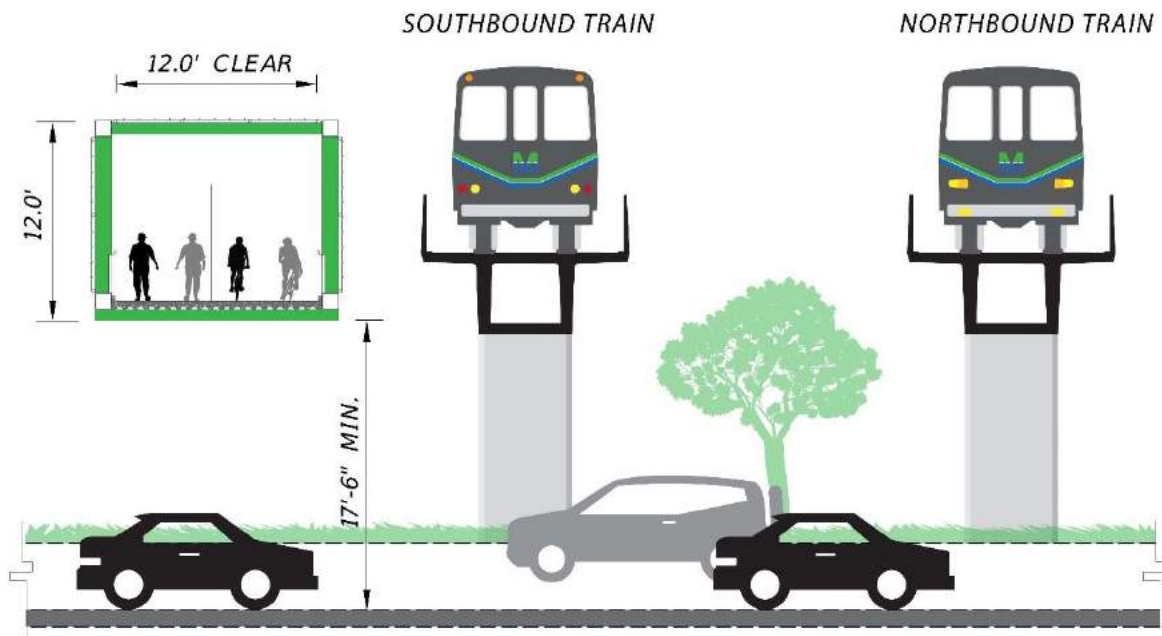 SOUTHBOUND TRAIN
NORTHBOUND TRAIN
12.0' CLEAR
12.0'
M
M
17'-6" MIN.